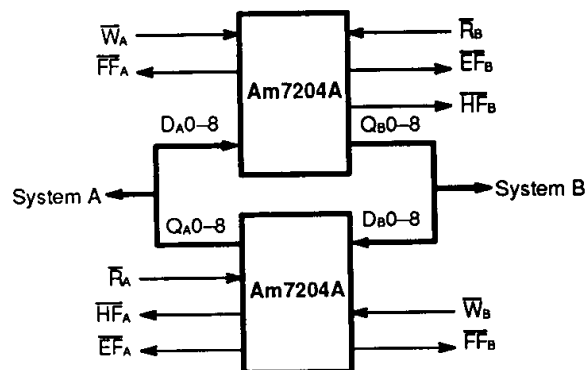 W̅A R̅B
F̅F̅A E̅F̅B
Am7204A
H̅F̅B
DA0–8 QB0–8
System A System B
QA0–8 DB0–8
R̅A
Am7204A
H̅F̅A W̅B
E̅F̅A F̅F̅B